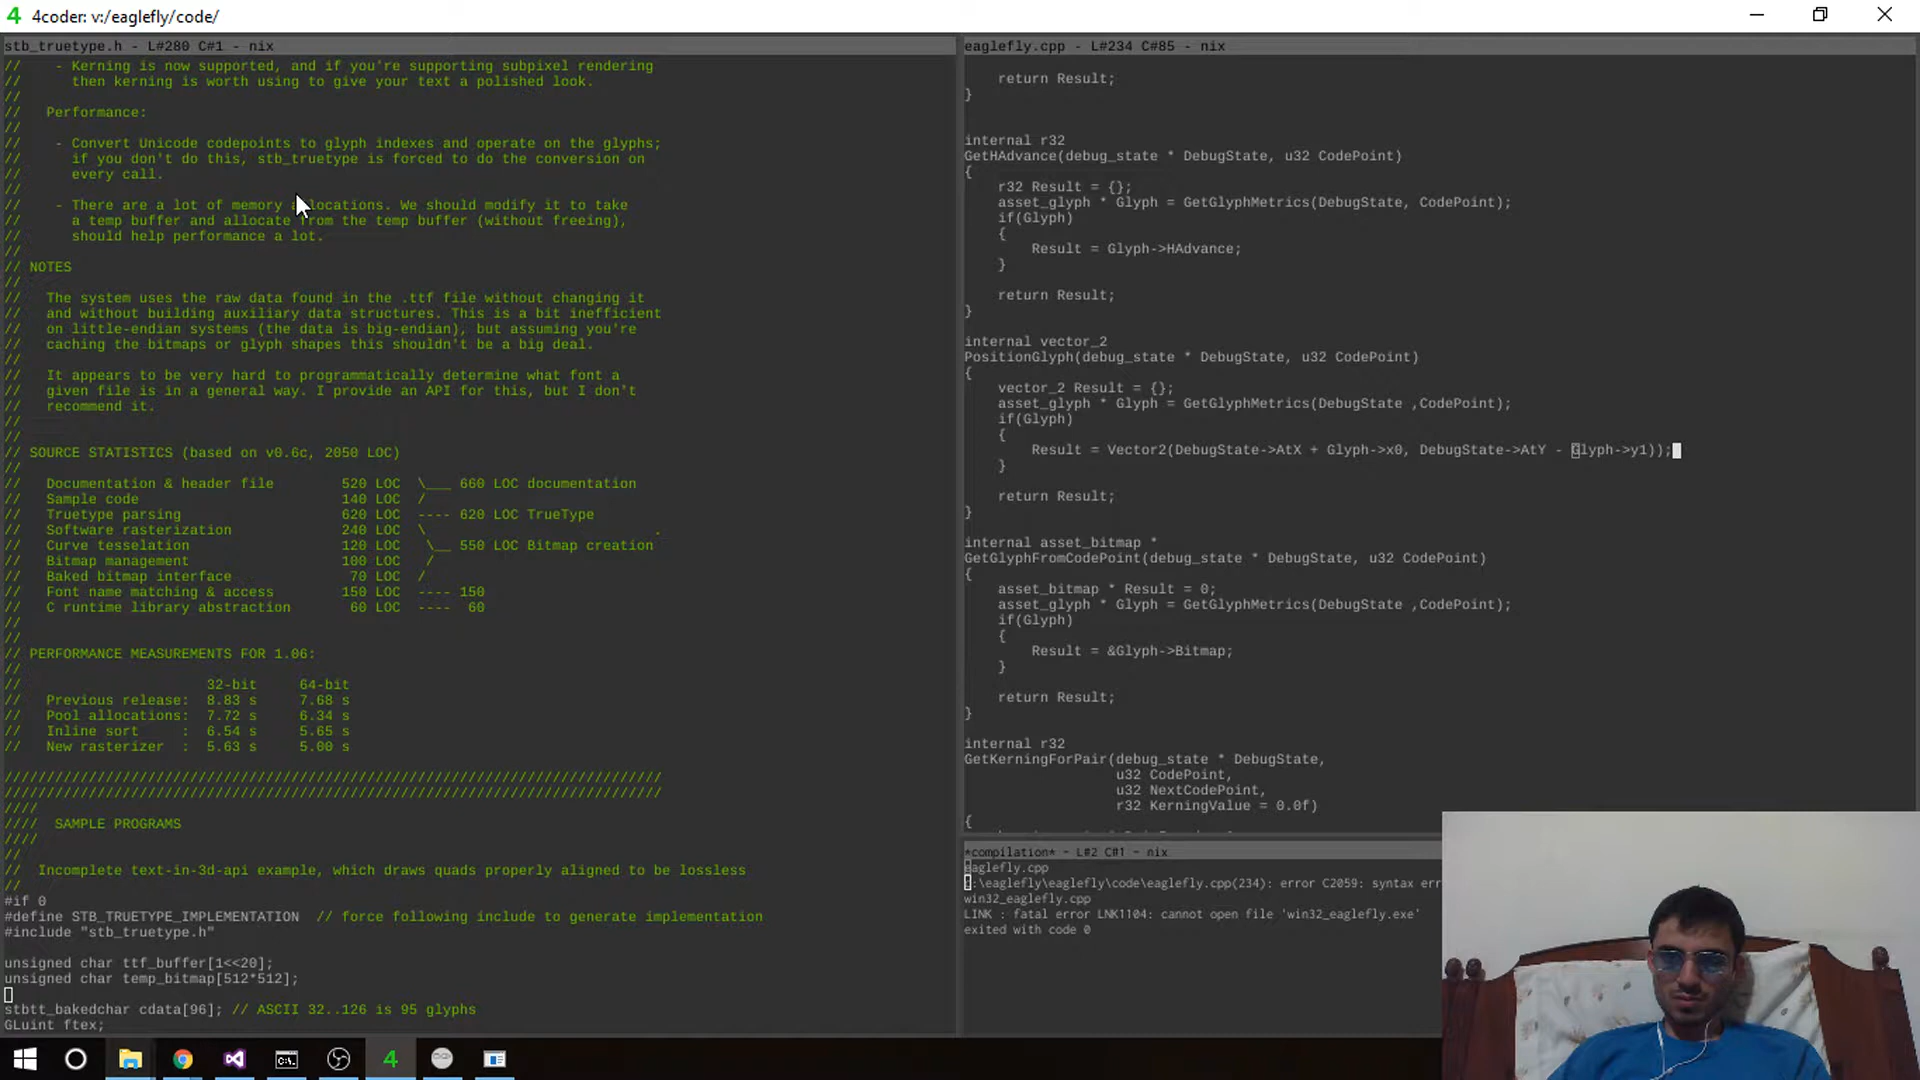 4 4coder: v:/eaglefly/code/
stb_truetype.h - L#280 C#1 - nix
//    - Kerning is now supported, and if you're supporting subpixel rendering
//      then kerning is worth using to give your text a polished look.
//
//   Performance:
//
//    - Convert Unicode codepoints to glyph indexes and operate on the glyphs;
//      if you don't do this, stb_truetype is forced to do the conversion on
//      every call.
//
//    - There are a lot of memory allocations. We should modify it to take
//      a temp buffer and allocate from the temp buffer (without freeing),
//      should help performance a lot.
//
// NOTES
//
//   The system uses the raw data found in the .ttf file without changing it
//   and without building auxiliary data structures. This is a bit inefficient
//   on little-endian systems (the data is big-endian), but assuming you're
//   caching the bitmaps or glyph shapes this shouldn't be a big deal.
//
//   It appears to be very hard to programmatically determine what font a
//   given file is in a general way. I provide an API for this, but I don't
//   recommend it.
//
//
// SOURCE STATISTICS (based on v0.6c, 2050 LOC)
//
//   Documentation & header file        520 LOC  \___ 660 LOC documentation
//   Sample code                        140 LOC  /
//   Truetype parsing                   620 LOC  ---- 620 LOC TrueType
//   Software rasterization             240 LOC  \                           .
//   Curve tesselation                  120 LOC   \__ 550 LOC Bitmap creation
//   Bitmap management                  100 LOC   /
//   Baked bitmap interface              70 LOC  /
//   Font name matching & access        150 LOC  ---- 150
//   C runtime library abstraction       60 LOC  ----  60
//
//
// PERFORMANCE MEASUREMENTS FOR 1.06:
//
//                      32-bit     64-bit
//   Previous release:  8.83 s     7.68 s
//   Pool allocations:  7.72 s     6.34 s
//   Inline sort     :  6.54 s     5.65 s
//   New rasterizer  :  5.63 s     5.00 s
//////////////////////////////////////////////////////////////////////////////
//////////////////////////////////////////////////////////////////////////////
////
////  SAMPLE PROGRAMS
////
//
//  Incomplete text-in-3d-api example, which draws quads properly aligned to be lossless
//
#if 0
#define STB_TRUETYPE_IMPLEMENTATION  // force following include to generate implementation
#include "stb_truetype.h"
unsigned char ttf_buffer[1<<20];
unsigned char temp_bitmap[512*512];
stbtt_bakedchar cdata[96]; // ASCII 32..126 is 95 glyphs
GLuint ftex;
eaglefly.cpp - L#234 C#85 - nix
    return Result;
}
internal r32
GetHAdvance(debug_state * DebugState, u32 CodePoint)
{
    r32 Result = {};
    asset_glyph * Glyph = GetGlyphMetrics(DebugState, CodePoint);
    if(Glyph)
    {
        Result = Glyph->HAdvance;
    }
    return Result;
}
internal vector_2
PositionGlyph(debug_state * DebugState, u32 CodePoint)
{
    vector_2 Result = {};
    asset_glyph * Glyph = GetGlyphMetrics(DebugState ,CodePoint);
    if(Glyph)
    {
        Result = Vector2(DebugState->AtX + Glyph->x0, DebugState->AtY - Glyph->y1));
    }
    return Result;
}
internal asset_bitmap *
GetGlyphFromCodePoint(debug_state * DebugState, u32 CodePoint)
{
    asset_bitmap * Result = 0;
    asset_glyph * Glyph = GetGlyphMetrics(DebugState ,CodePoint);
    if(Glyph)
    {
        Result = &Glyph->Bitmap;
    }
    return Result;
}
internal r32
GetKerningForPair(debug_state * DebugState,
                  u32 CodePoint,
                  u32 NextCodePoint,
                  r32 KerningValue = 0.0f)
{
*compilation* - L#2 C#1 - nix
eaglefly.cpp
:\eaglefly\eaglefly\code\eaglefly.cpp(234): error C2059: syntax err
win32_eaglefly.cpp
LINK : fatal error LNK1104: cannot open file 'win32_eaglefly.exe'
exited with code 0
4